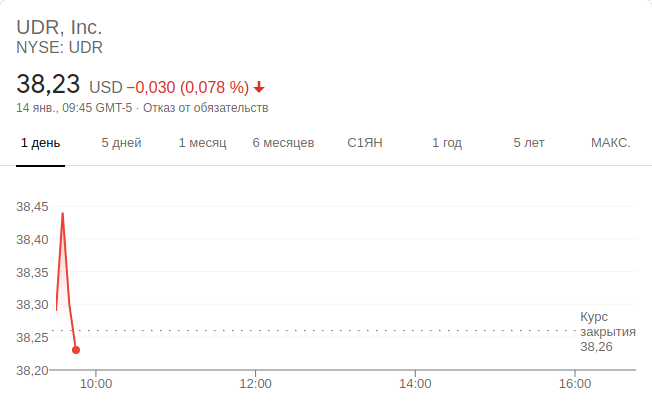 UDR, Inc.
NYSE: UDR
38,23 USD −0,030 (0,078 %)
14 янв., 09:45 GMT-5 · Отказ от обязательств
1 день 5 дней 1 месяц 6 месяцев С1ЯН 1 год 5 лет МАКС.
38,45
38,40
38,35
38,30
38,25
38,20
Курс
закрытия
38,26
10:00 12:00 14:00 16:00